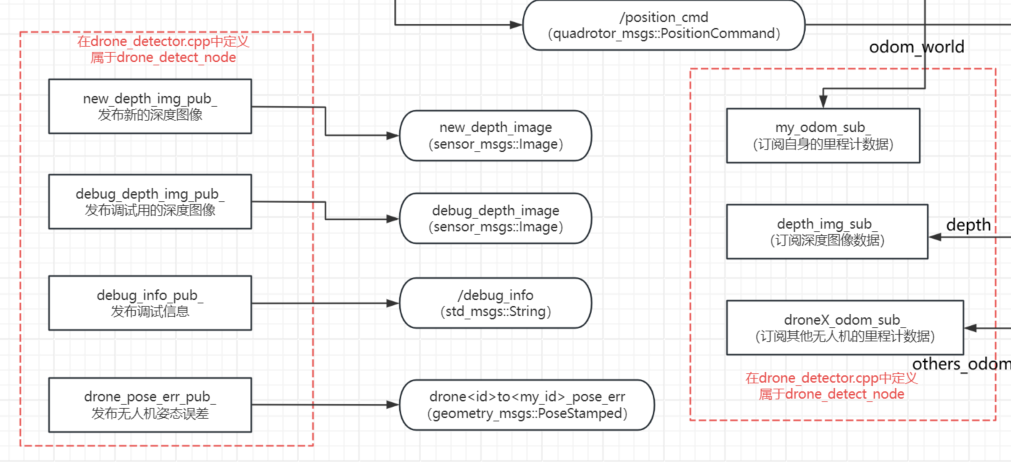 /position_cmd
(quadrotor_msgs::PositionCommand)
odom_world
在drone_detector.cpp中定义
属于drone_detect_node
new_depth_img_pub_
发布新的深度图像
new_depth_image
(sensor_msgs::Image)
debug_depth_img_pub_
发布调试用的深度图像
debug_depth_image
(sensor_msgs::Image)
debug_info_pub_
发布调试信息
/debug_info
(std_msgs::String)
drone_pose_err_pub_
发布无人机姿态误差
drone<id>to<my_id>_pose_err
(geometry_msgs::PoseStamped)
my_odom_sub_
(订阅自身的里程计数据)
depth_img_sub_
(订阅深度图像数据)
depth
droneX_odom_sub_
(订阅其他无人机的里程计数据)
others_odom
在drone_detector.cpp中定义
属于drone_detect_node